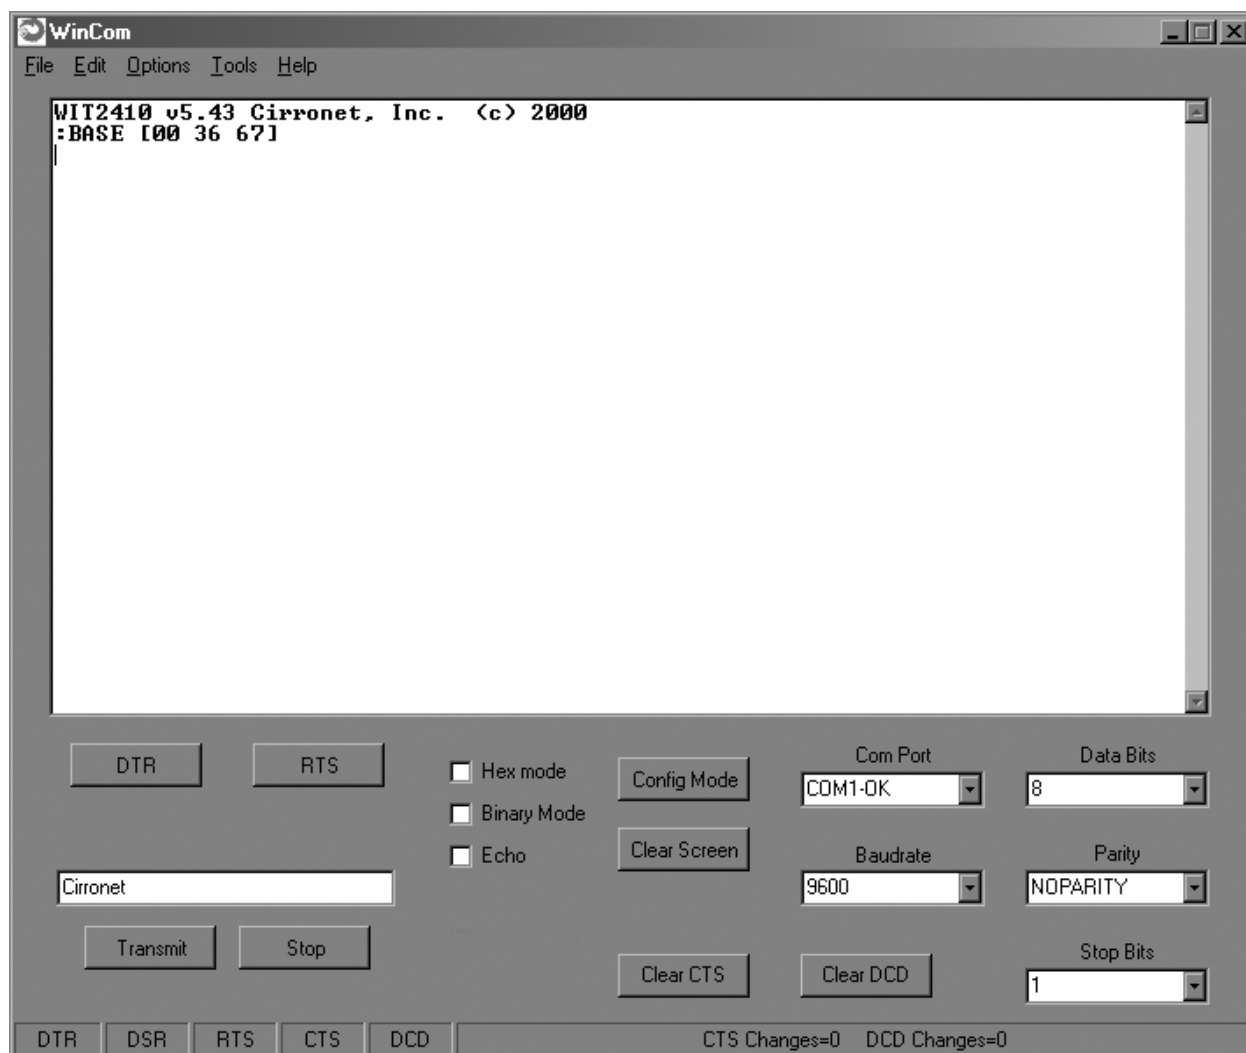 WinCom
File Edit Options Tools Help
WIT2410 v5.43 Cirronet, Inc. (c) 2000
:BASE [00 36 67]
DTR RTS
Hex mode
Binary Mode
Echo
Config Mode
Clear Screen
Com Port
COM1-OK
Data Bits
8
Baudrate
9600
Parity
NOPARITY
Cirronet
Transmit Stop
Clear CTS Clear DCD
Stop Bits
1
DTR DSR RTS CTS DCD CTS Changes=0 DCD Changes=0